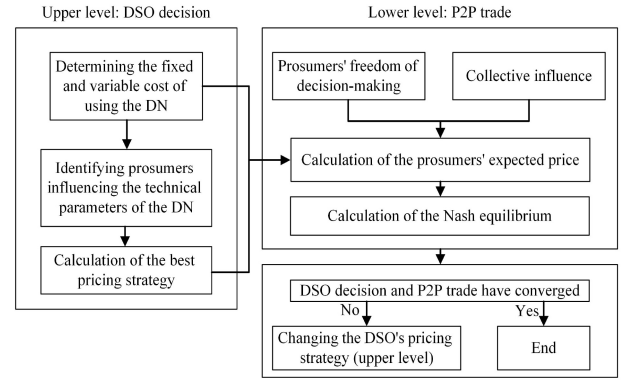 Upper level: DSO decision
Determining the fixed
and variable cost of
using the DN
Identifying prosumers
influencing the technical
parameters of the DN
Calculation of the best
pricing strategy
Lower level: P2P trade
Prosumers' freedom of
decision-making
Collective influence
Calculation of the prosumers' expected price
Calculation of the Nash equilibrium
DSO decision and P2P trade have converged
No
Yes
Changing the DSO's pricing
strategy (upper level)
End